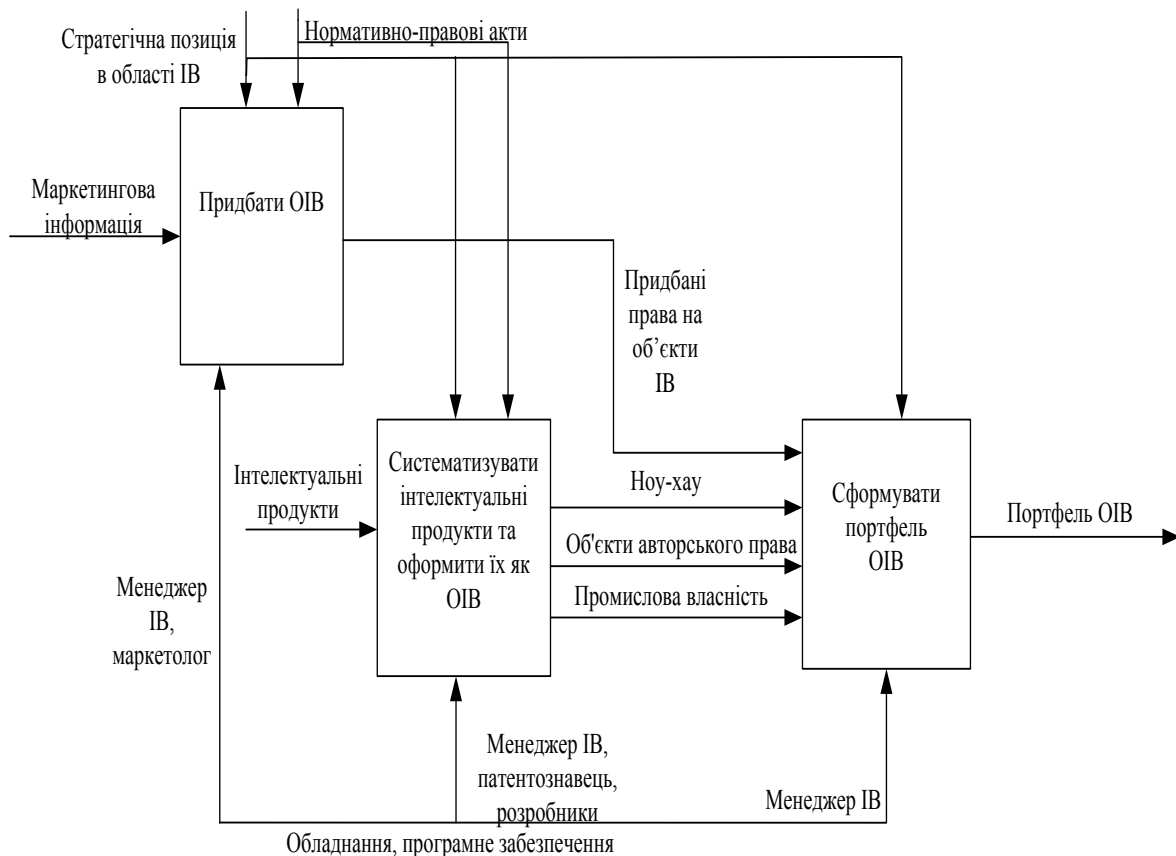 Стратегічна позиція
в області ІВ
Нормативно-правові акти
Маркетингова
інформація
Придбати ОІВ
Придбані
права на
об’єкти
ІВ
Інтелектуальні
продукти
Систематизувати
інтелектуальні
продукти та
оформити їх як
ОІВ
Ноу-хау
Об'єкти авторського права
Промислова власність
Сформувати
портфель
ОІВ
Портфель ОІВ
Менеджер
ІВ,
маркетолог
Менеджер ІВ,
патентознавець,
розробники
Менеджер ІВ
Обладнання, програмне забезпечення